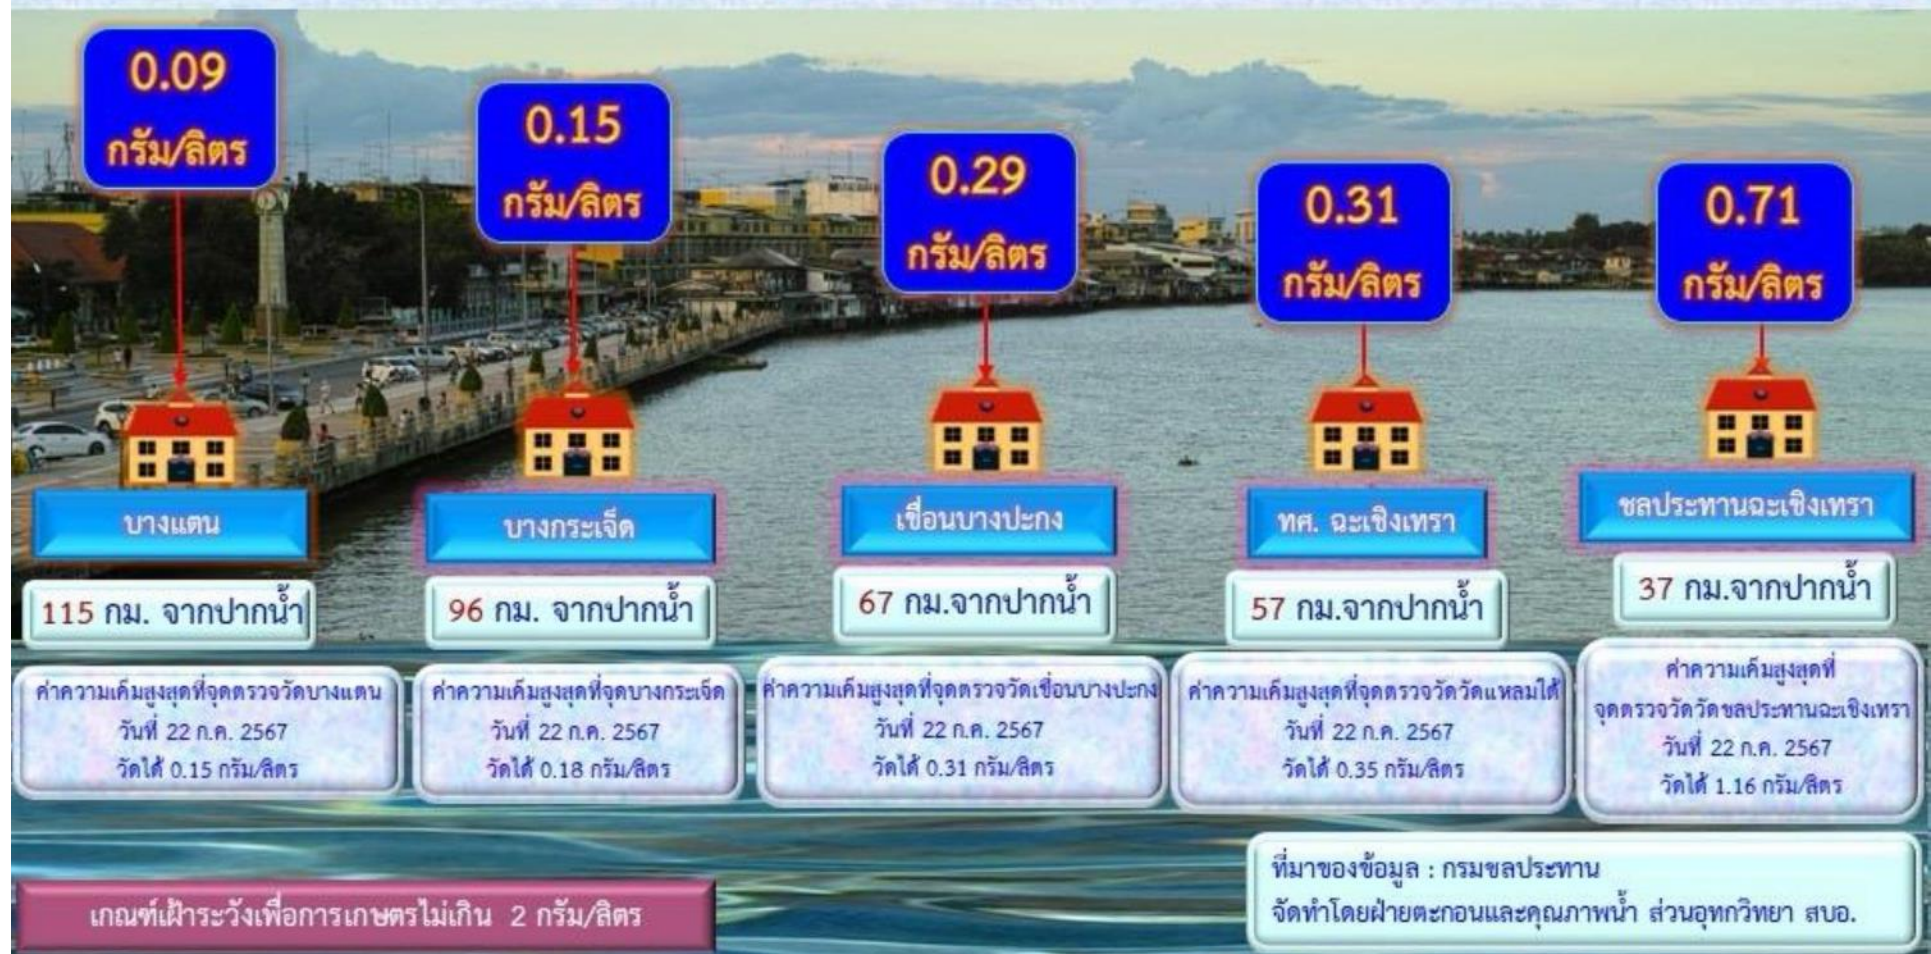 0.09
กรัม/ลิตร
0.15
กรัม/ลิตร
0.29
กรัม/ลิตร
0.31
กรัม/ลิตร
0.71
กรัม/ลิตร
บางแตน
บางกระเจ็ด
เขื่อนบางปะกง
ทศ. ฉะเชิงเทรา
ชลประทานฉะเชิงเทรา
115 กม. จากปากน้ำ
96 กม. จากปากน้ำ
67 กม.จากปากน้ำ
57 กม.จากปากน้ำ
37 กม.จากปากน้ำ
ค่าความเค็มสูงสุดที่จุดตรวจวัดบางแตน
วันที่ 22 ก.ค. 2567
วัดได้ 0.15 กรัม/ลิตร
ค่าความเค็มสูงสุดที่จุดบางกระเจ็ด
วันที่ 22 ก.ค. 2567
วัดได้ 0.18 กรัม/ลิตร
ค่าความเค็มสูงสุดที่จุดตรวจวัดเขื่อนบางปะกง
วันที่ 22 ก.ค. 2567
วัดได้ 0.31 กรัม/ลิตร
ค่าความเค็มสูงสุดที่จุดตรวจวัดวัดแหลมใต้
วันที่ 22 ก.ค. 2567
วัดได้ 0.35 กรัม/ลิตร
ค่าความเค็มสูงสุดที่
จุดตรวจวัดวัดชลประทานฉะเชิงเทรา
วันที่ 22 ก.ค. 2567
วัดได้ 1.16 กรัม/ลิตร
เกณฑ์เฝ้าระวังเพื่อการเกษตรไม่เกิน 2 กรัม/ลิตร
ที่มาของข้อมูล : กรมชลประทาน
จัดทำโดยฝ่ายตะกอนและคุณภาพน้ำ ส่วนอุทกวิทยา สบอ.